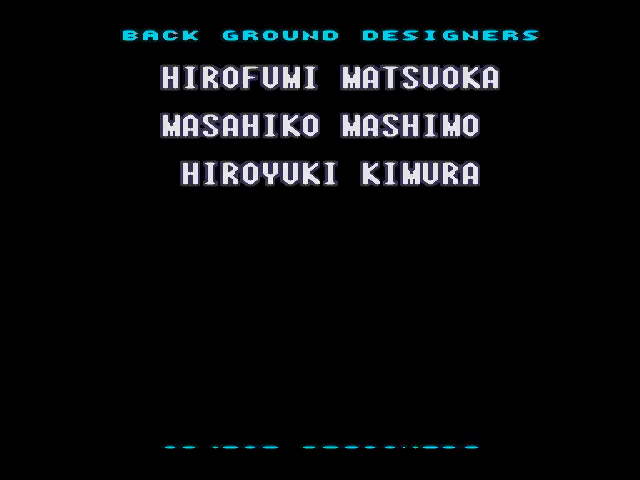 BACK GROUND DESIGNERS
HIROFUMI MATSUOKA
MASAHIKO MASHIMO
HIROYUKI KIMURA